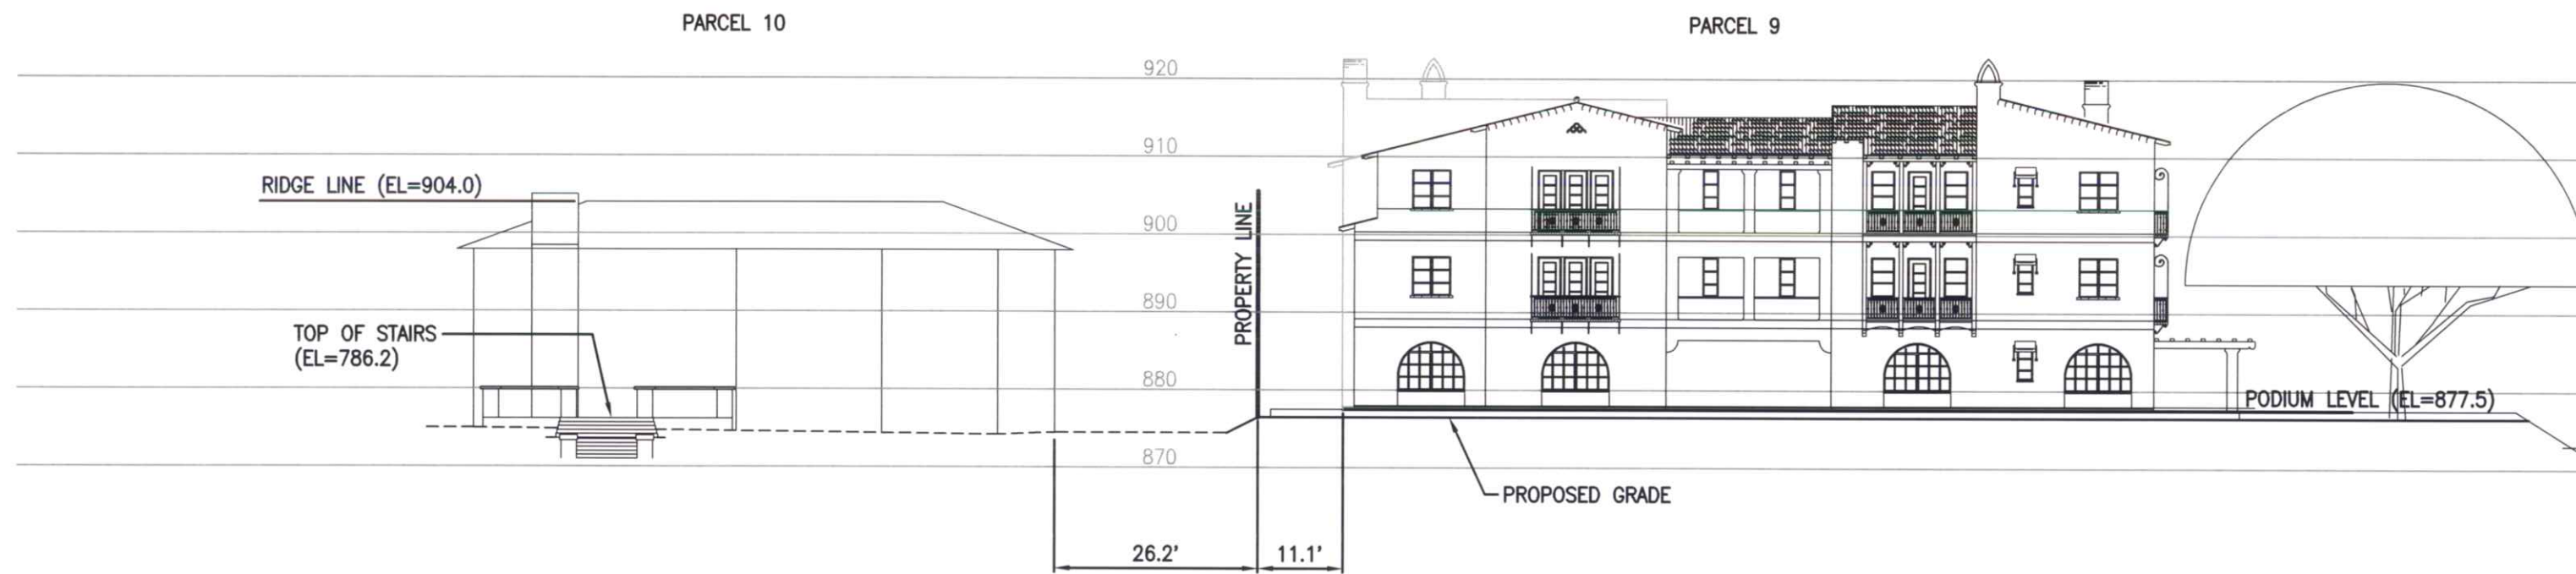 PARCEL 10
PARCEL 9
920
910
RIDGE LINE (EL=904.0)
900
PROPERTY LINE
890
TOP OF STAIRS
(EL=786.2)
880
PODIUM LEVEL (EL=877.5)
870
PROPOSED GRADE
26.2'
11.1'